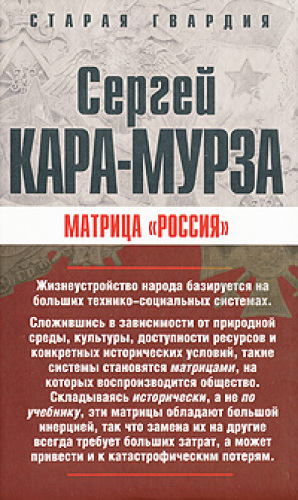 СТАРАЯ ГВАРДИЯ
Сергей
КАРА-МУРЗА
МАТРИЦА «РОССИЯ»
Жизнеустройство народа базируется на
больших технико-социальных системах.
Сложившись в зависимости от природной
среды, культуры, доступности ресурсов и
конкретных исторических условий, такие
системы становятся матрицами, на
которых воспроизводится общество.
Складываясь исторически, а не по
учебнику, эти матрицы обладают большой
инерцией, так что замена их на другие
всегда требует больших затрат, а может
привести и к катастрофическим потерям.